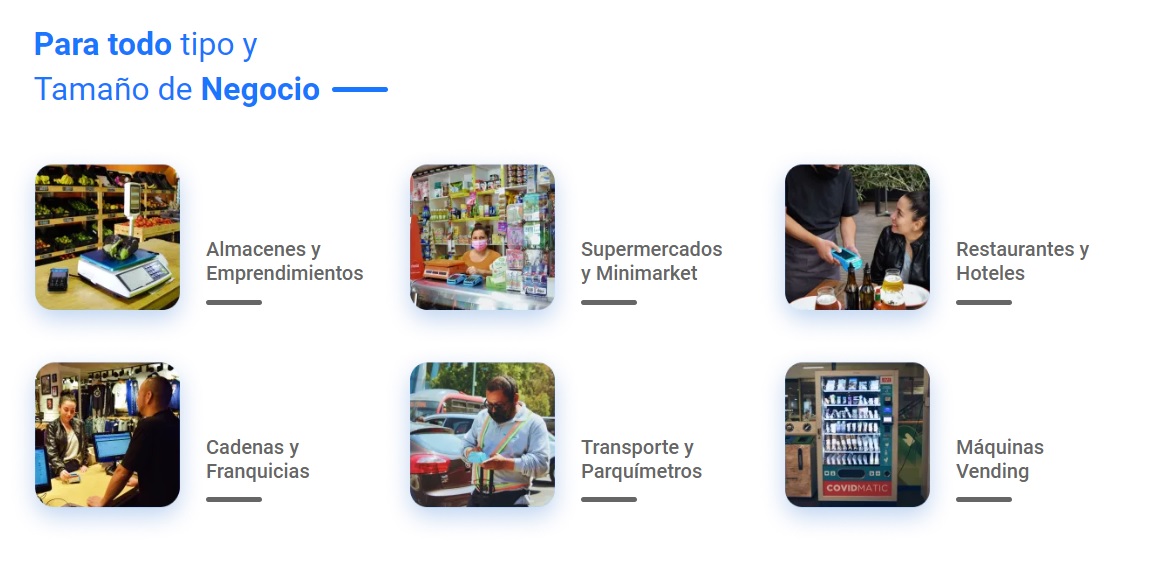 Para todo tipo y
Tamaño de Negocio
Almacenes y
Emprendimientos
Supermercados
y Minimarket
Restaurantes y
Hoteles
Cadenas y
Franquicias
Transporte y
Parquímetros
Máquinas
Vending
COVIDMATIC